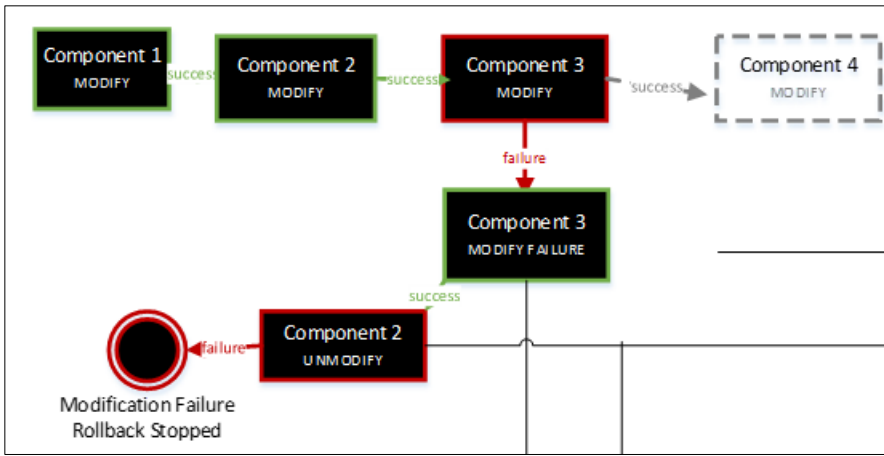 Component 1
MODIFY
success
Component 2
MODIFY
success
Component 3
MODIFY
'success
Component 4
MODIFY
failure
Component 3
MODIFY FAILURE
success
Component 2
UNMODIFY
failure
Modification Failure
Rollback Stopped